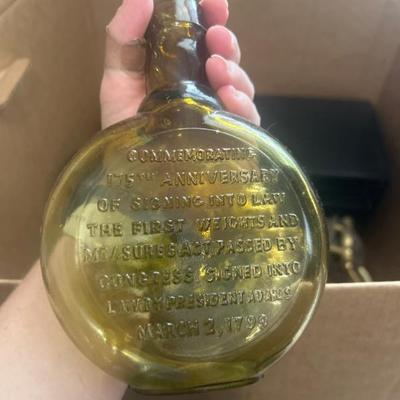 COMMEMORATING
175TH ANNIVERSARY
OF SIGNING INTO LAW
THE FIRST WEIGHTS AND
MEASURES ACT, PASSED BY
CONGRESS, SIGNED INTO
LAW BY PRESIDENT ADAMS
MARCH 2, 1799